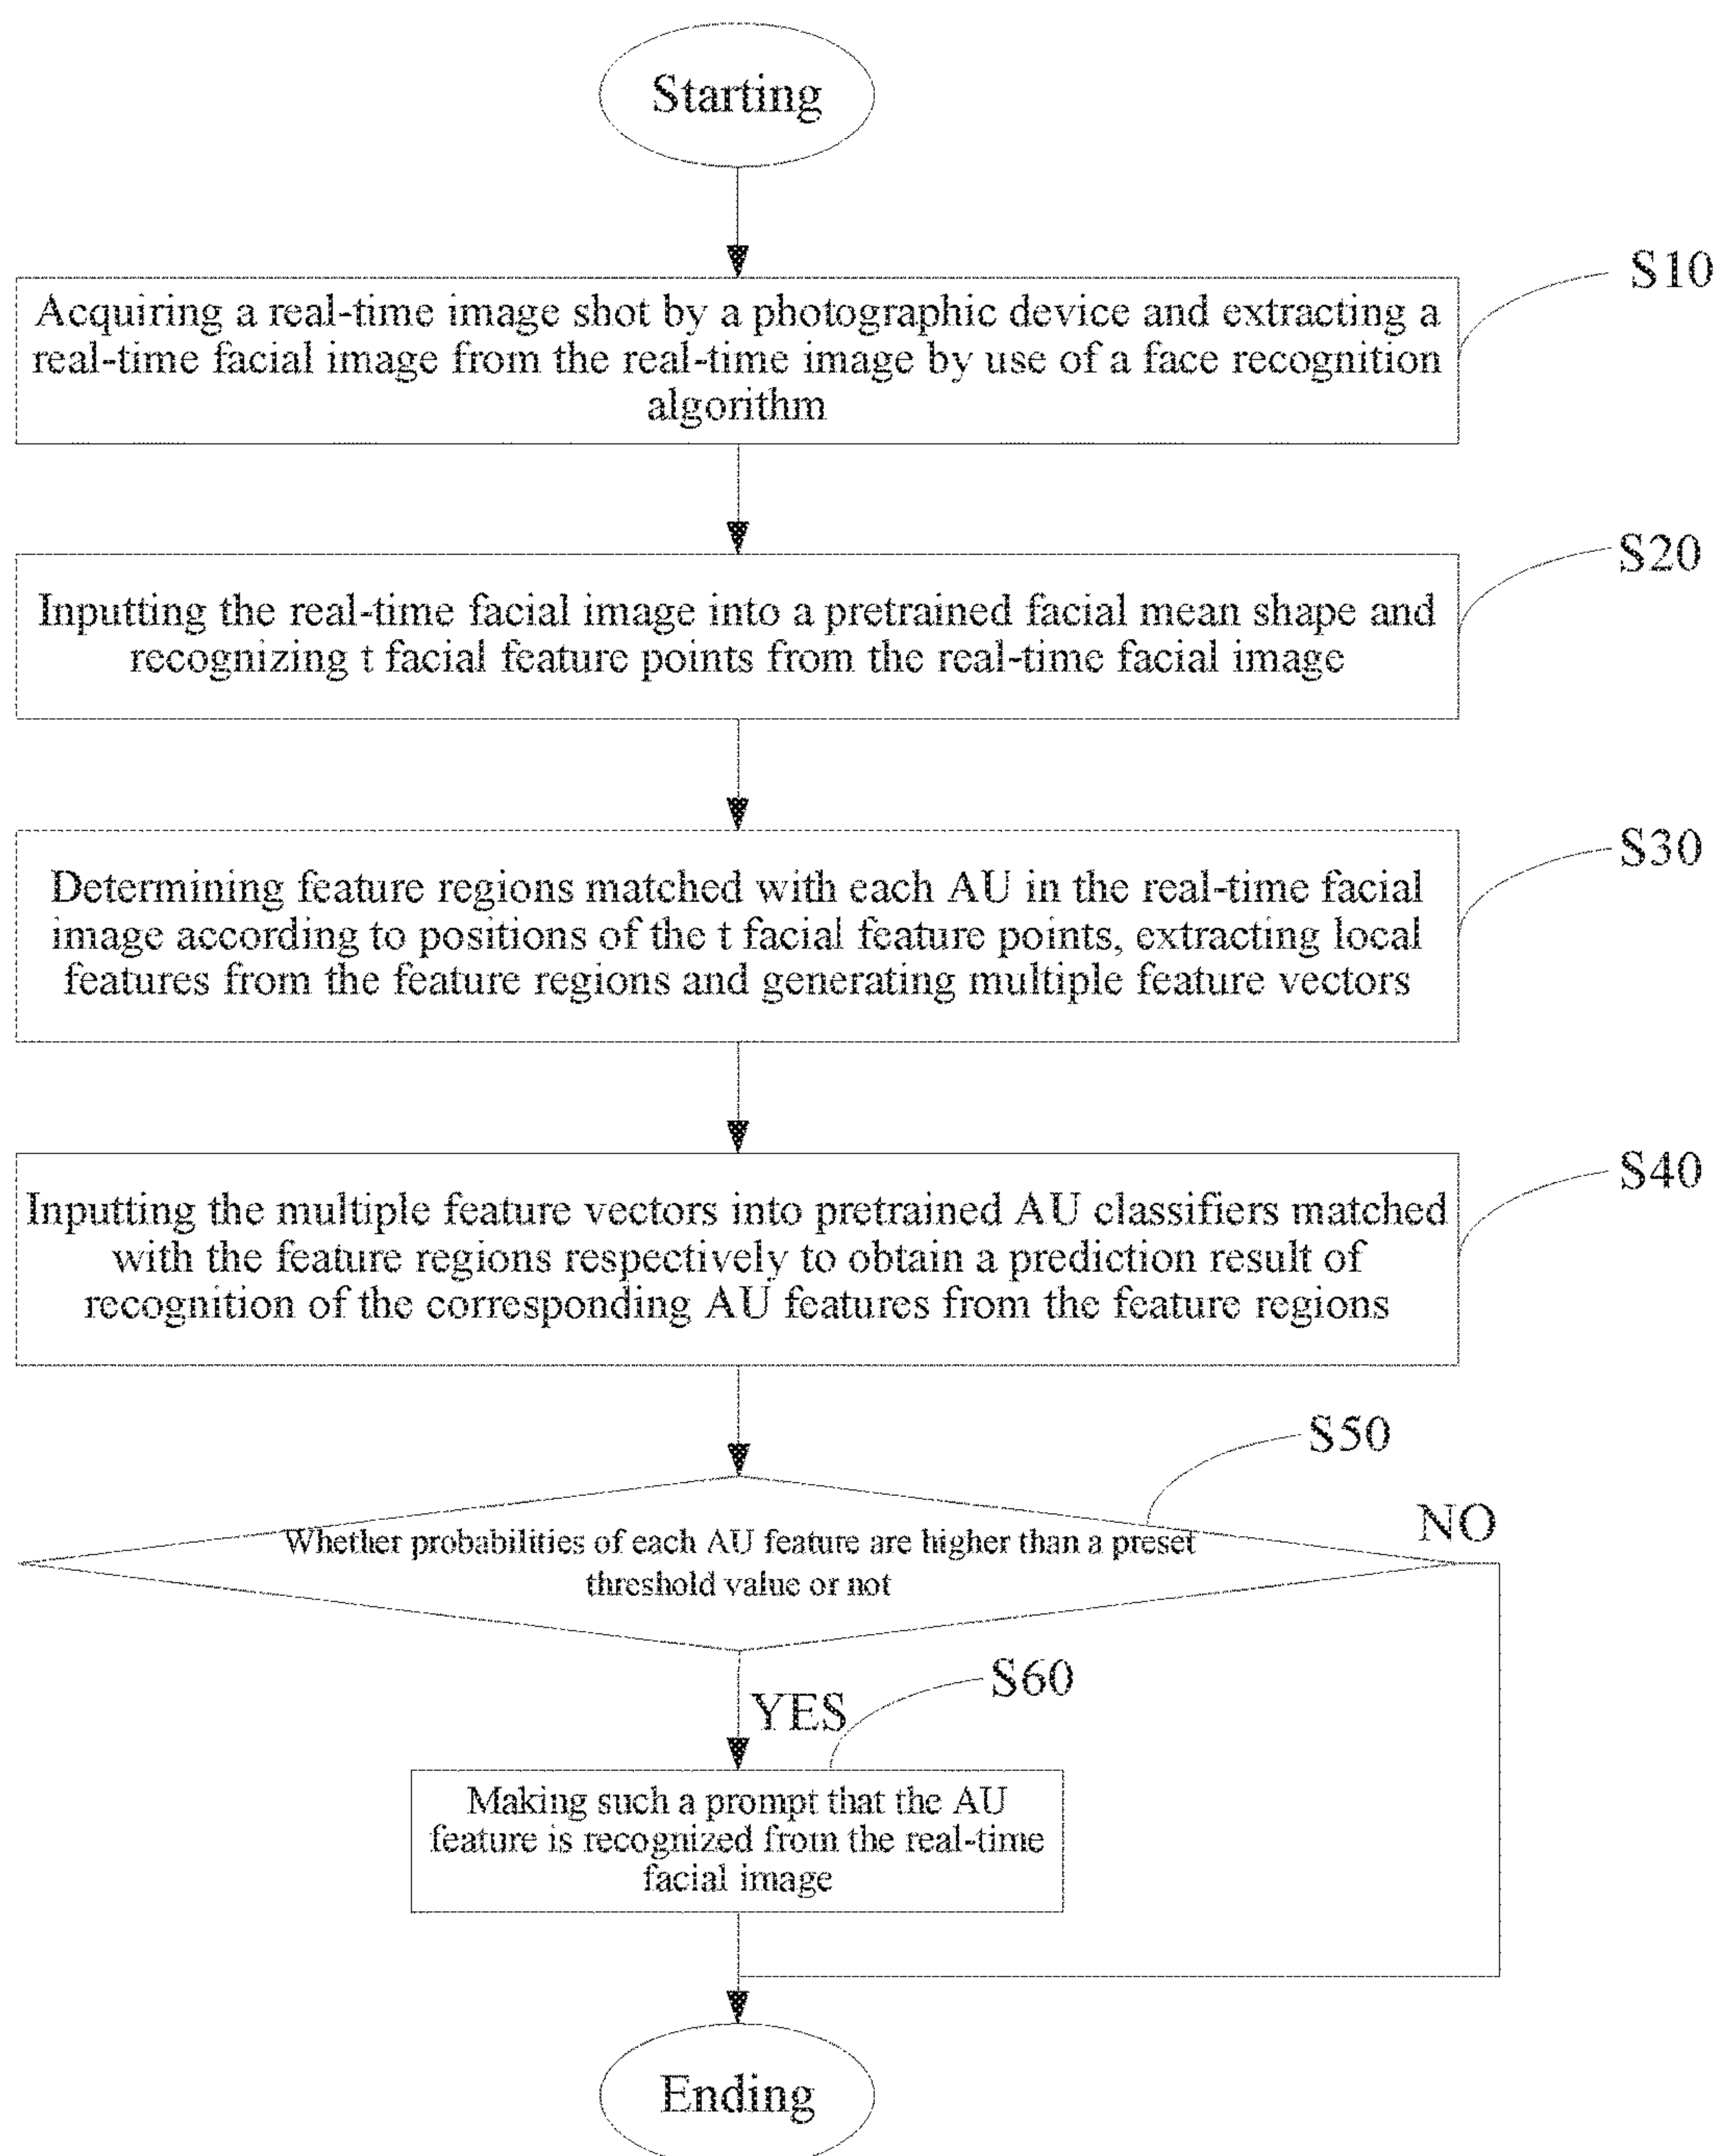 Starting
S10
Acquiring a real-time image shot by a photographic device and extracting a
real-time facial image from the real-time image by use of a face recognition
algorithm
S20
Inputting the real-time facial image into a pretrained facial mean shape and
recognizing t facial feature points from the real-time facial image
S30
Determining feature regions matched with each AU in the real-time facial
image according to positions of the t facial feature points, extracting local
features from the feature regions and generating multiple feature vectors
S40
Inputting the multiple feature vectors into pretrained AU classifiers matched
with the feature regions respectively to obtain a prediction result of
recognition of the corresponding AU features from the feature regions
S50
NO
Whether probabilities of each AU feature are higher than a preset
threshold value or not
S60
YES
Making such a prompt that the AU
feature is recognized from the real-time
facial image
Ending